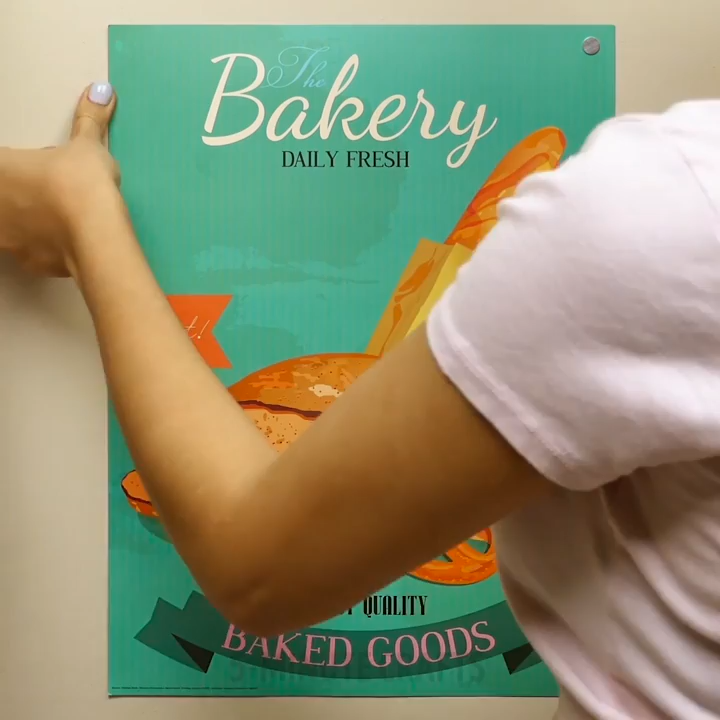 The
Bakery
DAILY FRESH
t!
QUALITY
BAKED GOODS